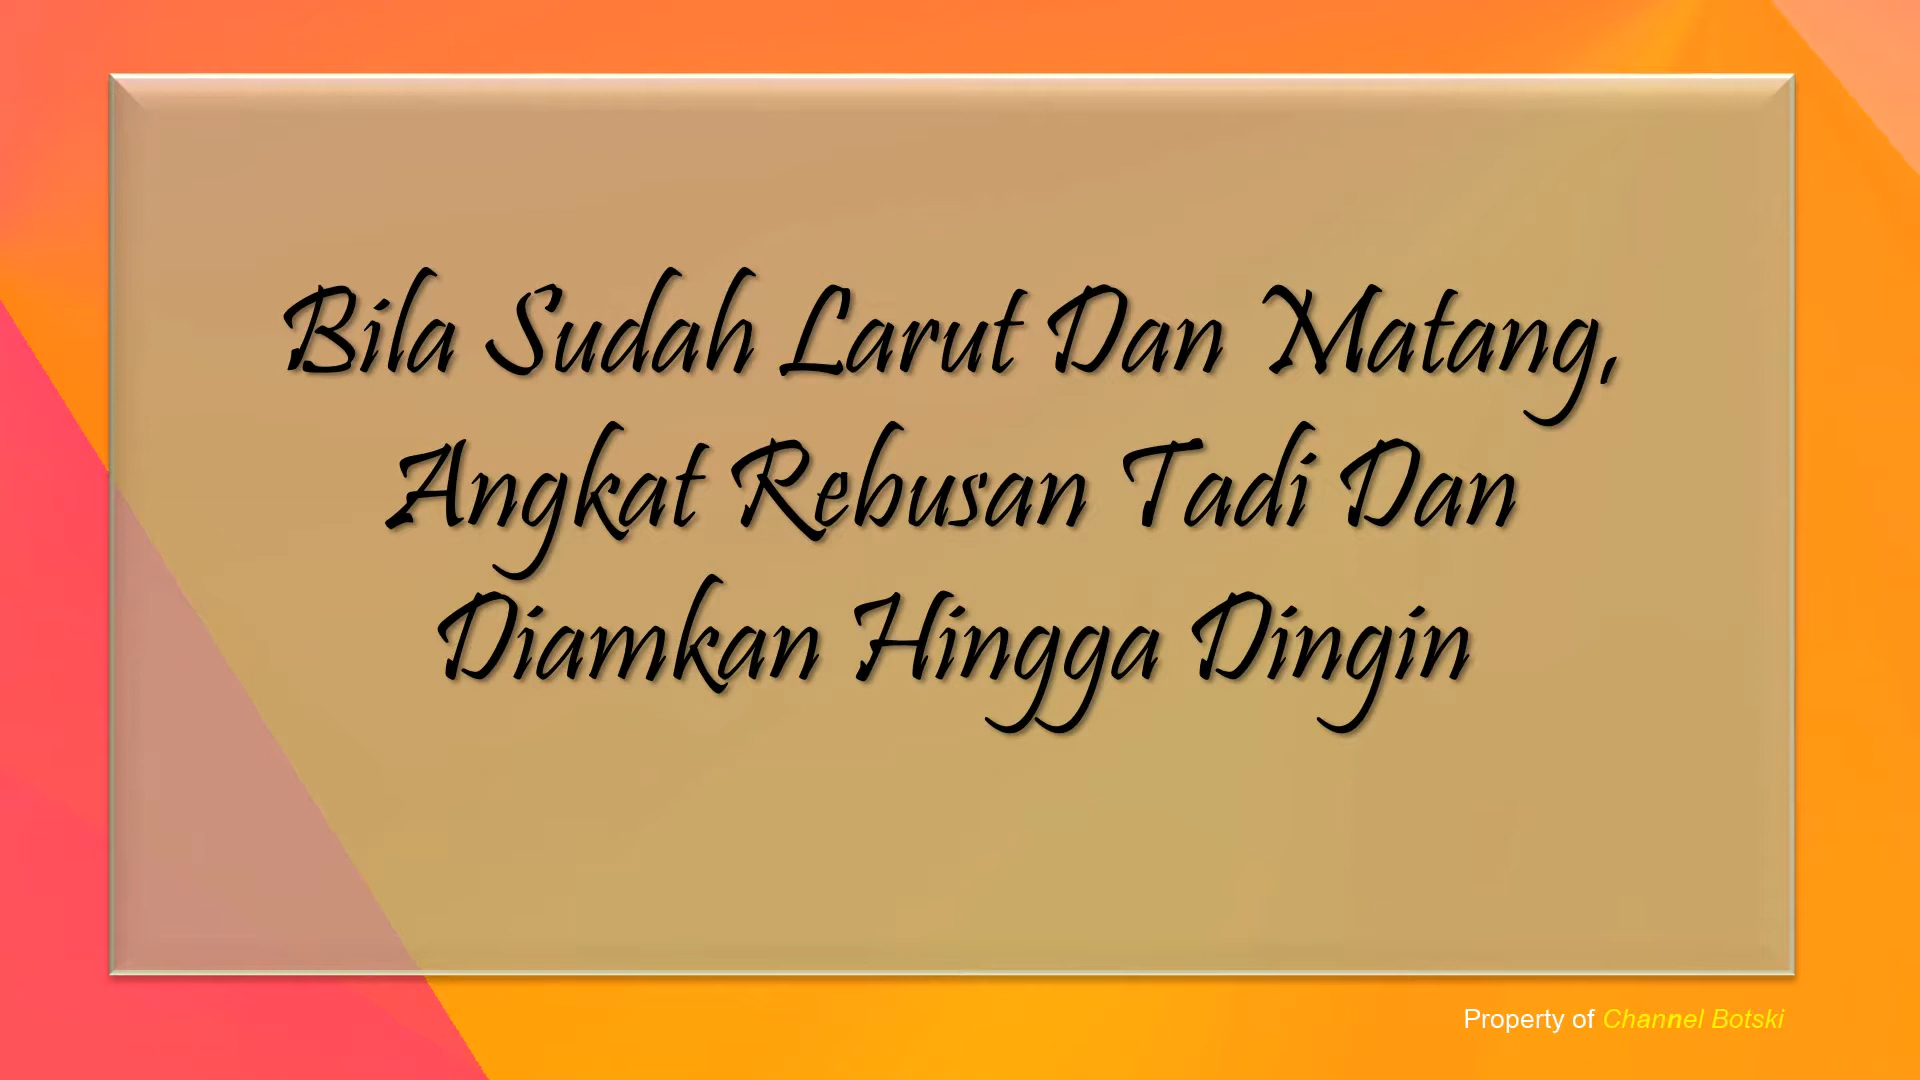 Bila Sudah Larut Dan Matang,
Angkat Rebusan Tadi Dan
Diamkan Hingga Dingin
Property of Channel Botski